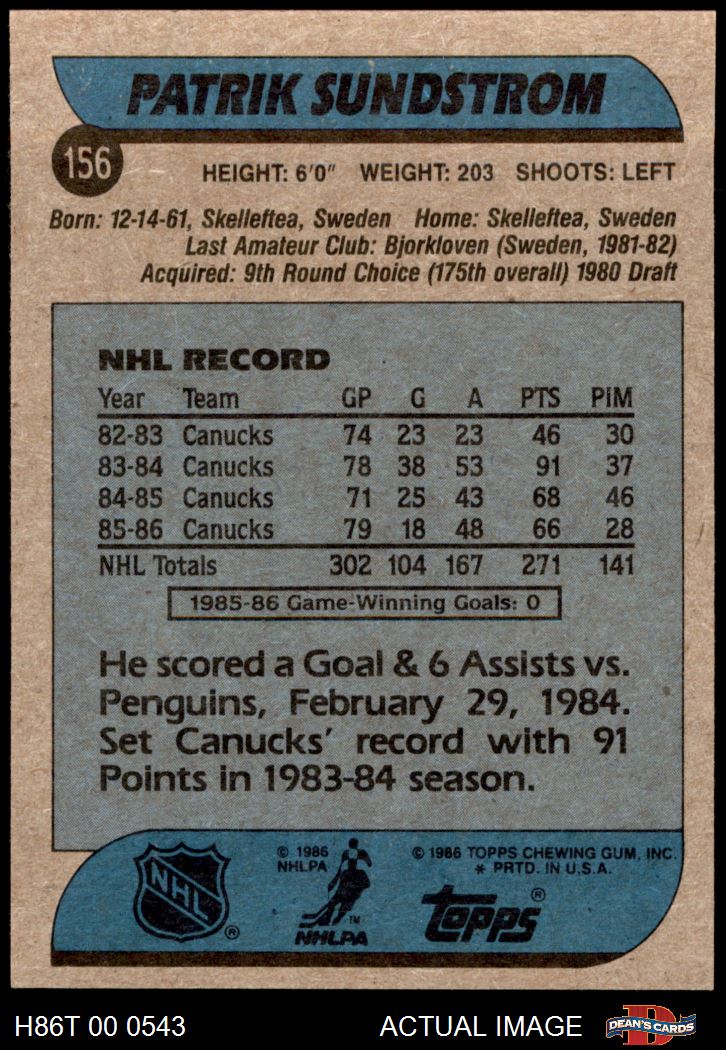 PATRIK SUNDSTROM
156
HEIGHT: 6'0" WEIGHT: 203 SHOOTS: LEFT
Born: 12-14-61, Skelleftea, Sweden Home: Skelleftea, Sweden
Last Amateur Club: Bjorkloven (Sweden, 1981-82)
Acquired: 9th Round Choice (175th overall) 1980 Draft
NHL RECORD
Year Team GP G A PTS PIM
82-83 Canucks 74 23 23 46 30
83-84 Canucks 78 38 53 91 37
84-85 Canucks 71 25 43 68 46
85-86 Canucks 79 18 48 66 28
NHL Totals 302 104 167 271 141
1985-86 Game-Winning Goals: 0
He scored a Goal & 6 Assists vs.
Penguins, February 29, 1984.
Set Canucks' record with 91
Points in 1983-84 season.
© 1986 © 1986 TOPPS CHEWING GUM, INC.
NHLPA * PRTD. IN U.S.A.
NHL ® TM NHLPA topps ®
H86T 00 0543 ACTUAL IMAGE D DEAN'S CARDS